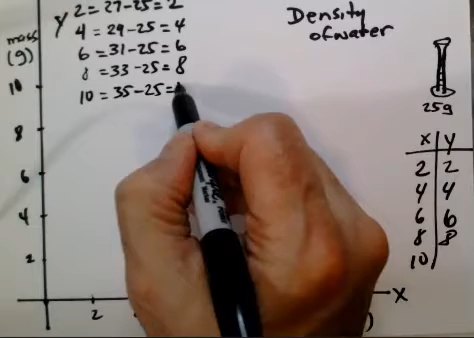 Y 2 = 27-25 = 2
4 = 29-25 = 4
6 = 31-25 = 6
8 = 33-25 = 8
10 = 35-25 =
Density
of water
mass
(g)
10
8
6
4
2
2
X
25g
X Y
2 2
4 4
6 6
8 8
10